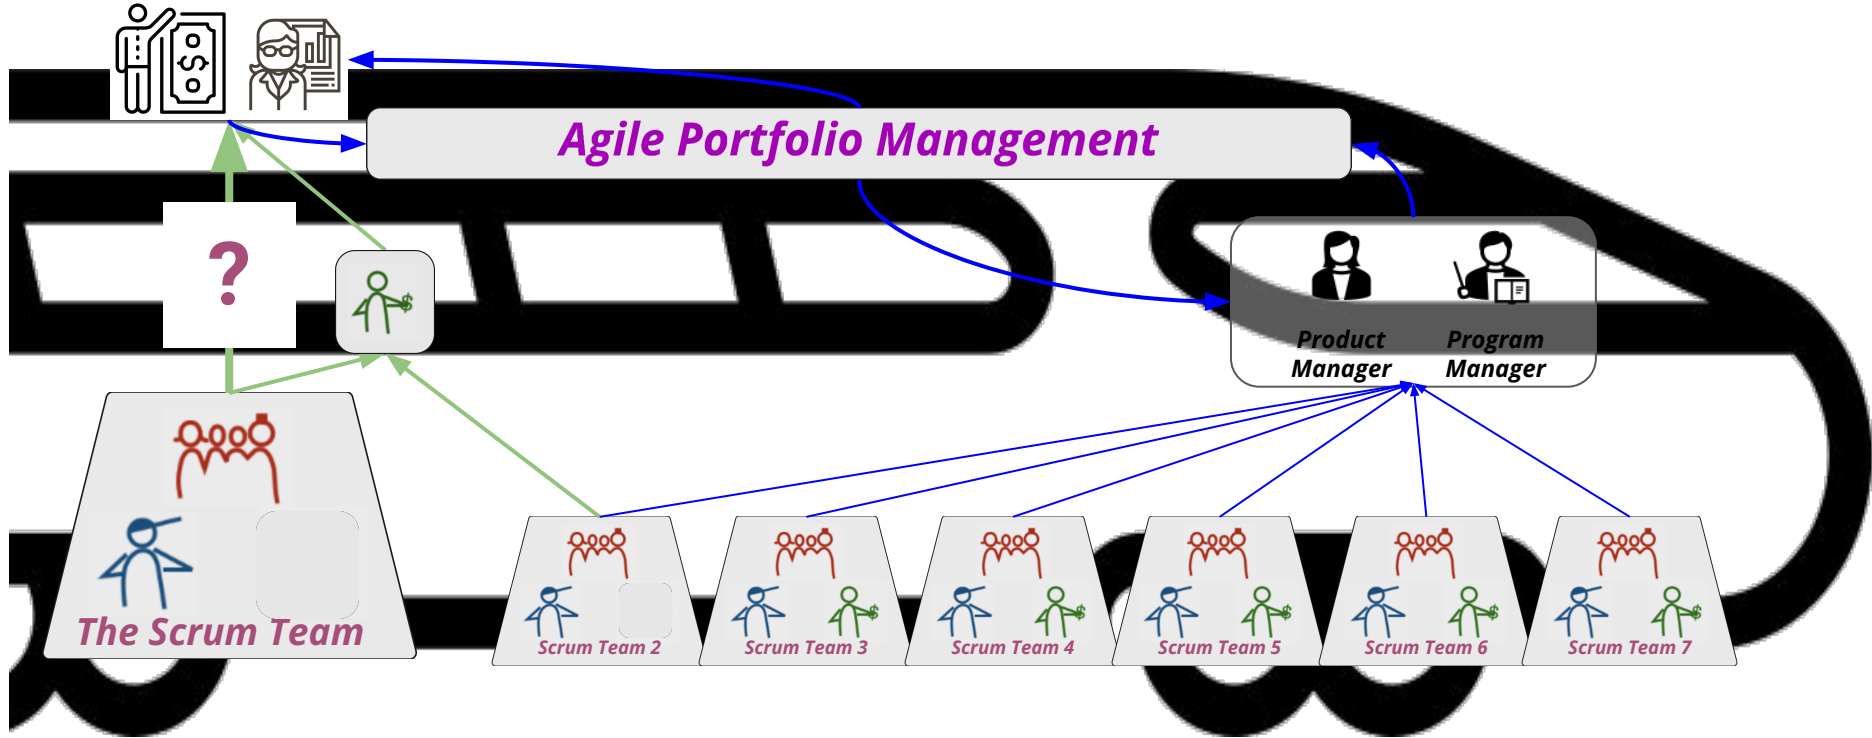 Agile Portfolio Management
?
Product
Manager
Program
Manager
The Scrum Team
Scrum Team 2
Scrum Team 3
Scrum Team 4
Scrum Team 5
Scrum Team 6
Scrum Team 7